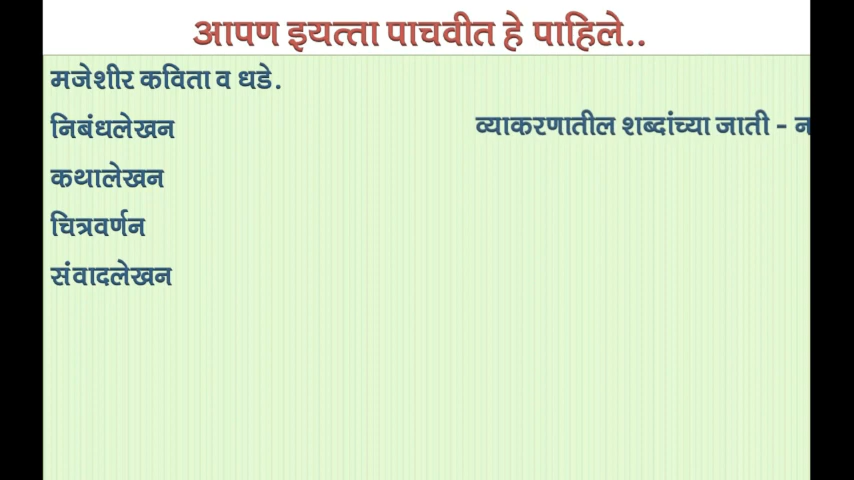 आपण इयत्ता पाचवीत हे पाहिले..
मजेशीर कविता व धडे.
निबंधलेखन
कथालेखन
चित्रवर्णन
संवादलेखन
व्याकरणातील शब्दांच्या जाती - न